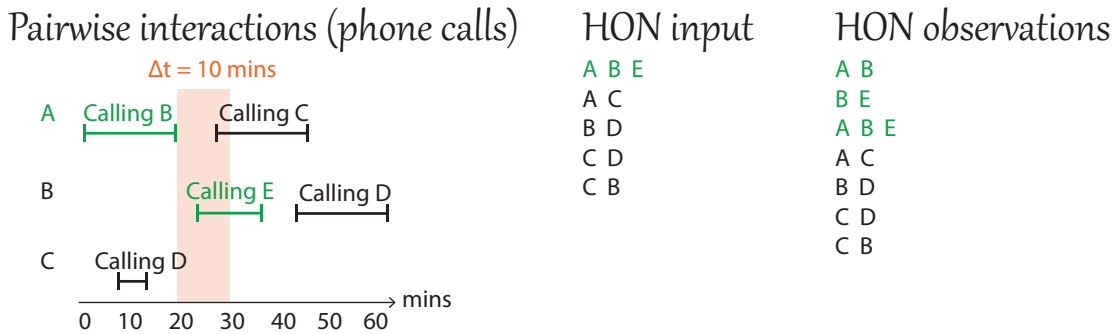 Pairwise interactions (phone calls)
Δt = 10 mins
A Calling B Calling C
B Calling E Calling D
C Calling D
mins
0 10 20 30 40 50 60
HON input
A B E
A C
B D
C D
C B
HON observations
A B
B E
A B E
A C
B D
C D
C B